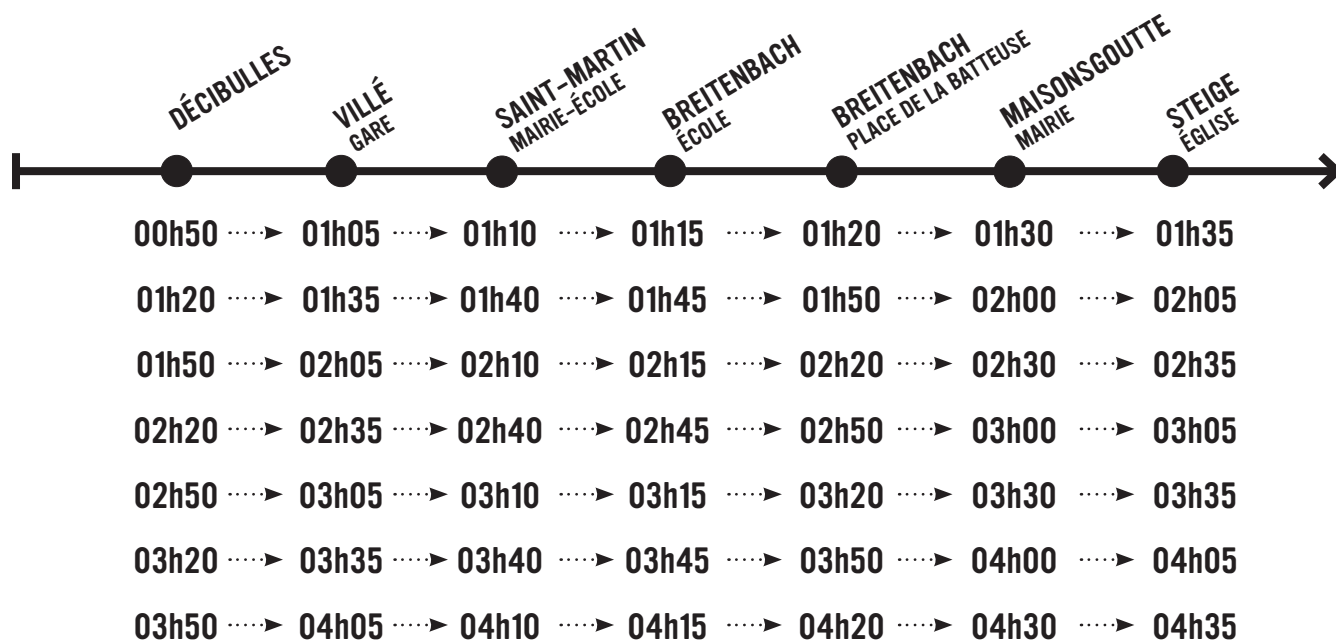 DÉCIBULLES
VILLÉ
GARE
SAINT-MARTIN
MAIRIE-ÉCOLE
BREITENBACH
ÉCOLE
BREITENBACH
PLACE DE LA BATTEUSE
MAISONSGOUTTE
MAIRIE
STEIGE
ÉGLISE
00h50 01h05 01h10 01h15 01h20 01h30 01h35
01h20 01h35 01h40 01h45 01h50 02h00 02h05
01h50 02h05 02h10 02h15 02h20 02h30 02h35
02h20 02h35 02h40 02h45 02h50 03h00 03h05
02h50 03h05 03h10 03h15 03h20 03h30 03h35
03h20 03h35 03h40 03h45 03h50 04h00 04h05
03h50 04h05 04h10 04h15 04h20 04h30 04h35